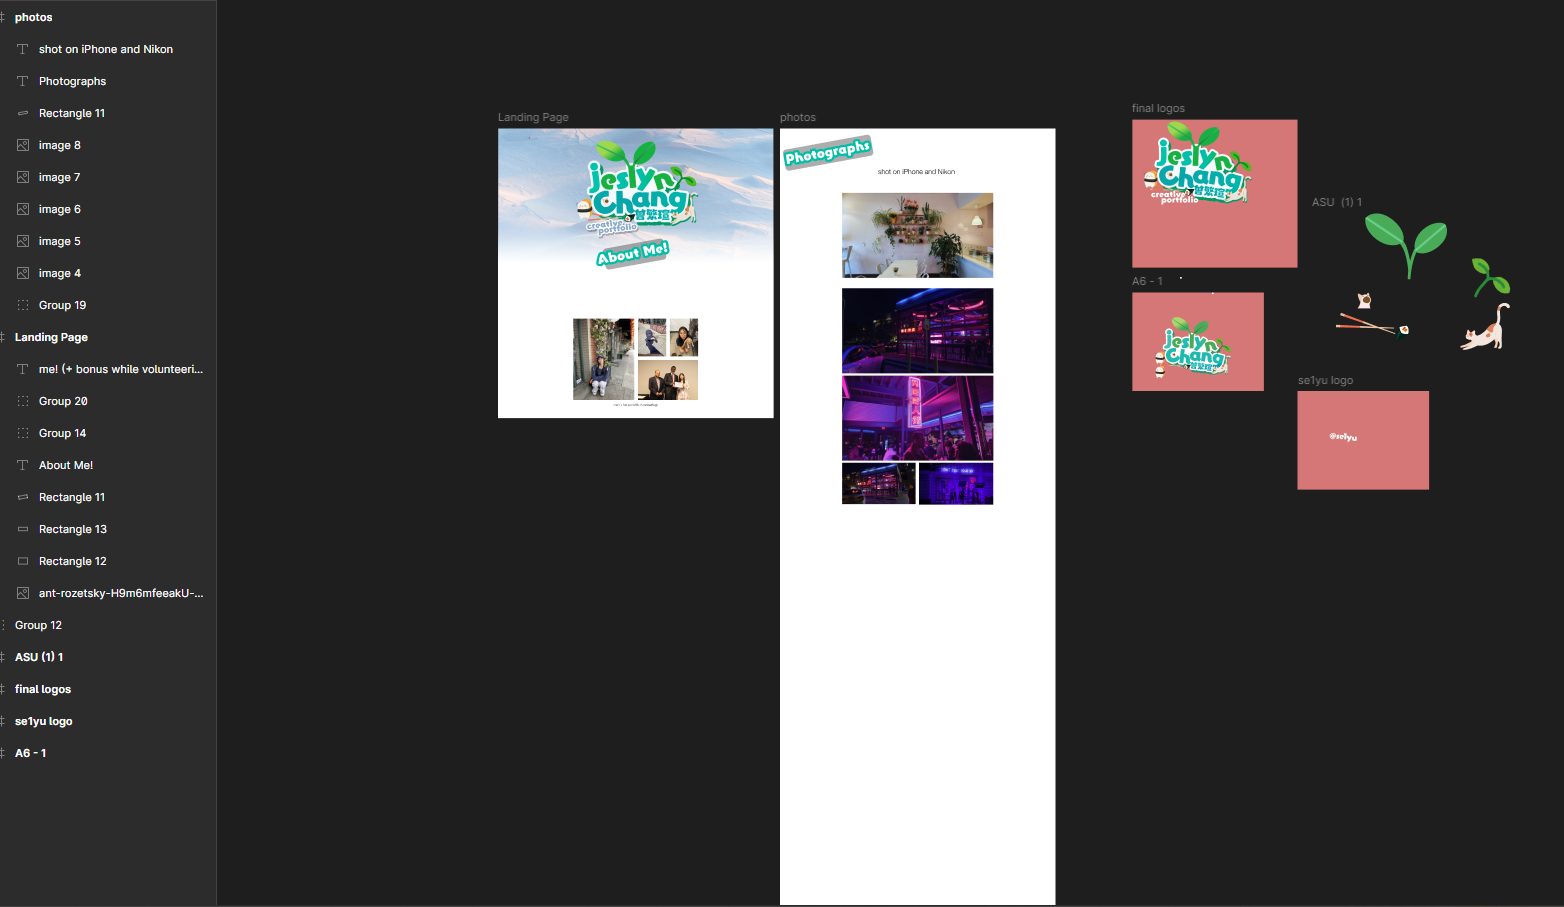 photos
shot on iPhone and Nikon
Photographs
Rectangle 11
image 8
image 7
image 6
image 5
image 4
Group 19
Landing Page
me! (+ bonus while volunteeri...
Group 20
Group 14
About Me!
Rectangle 11
Rectangle 13
Rectangle 12
ant-rozetsky-H9m6mfeeakU-...
Group 12
ASU (1) 1
final logos
se1yu logo
A6 - 1
Landing Page
jeslyn
Chang
曾繁瑄
creative
portfolio
About Me!
photos
Photographs
shot on iPhone and Nikon
final logos
jeslyn
Chang
曾繁瑄
creative
portfolio
ASU (1) 1
A6 - 1
jeslyn
Chang
曾繁瑄
se1yu logo
@se1yu